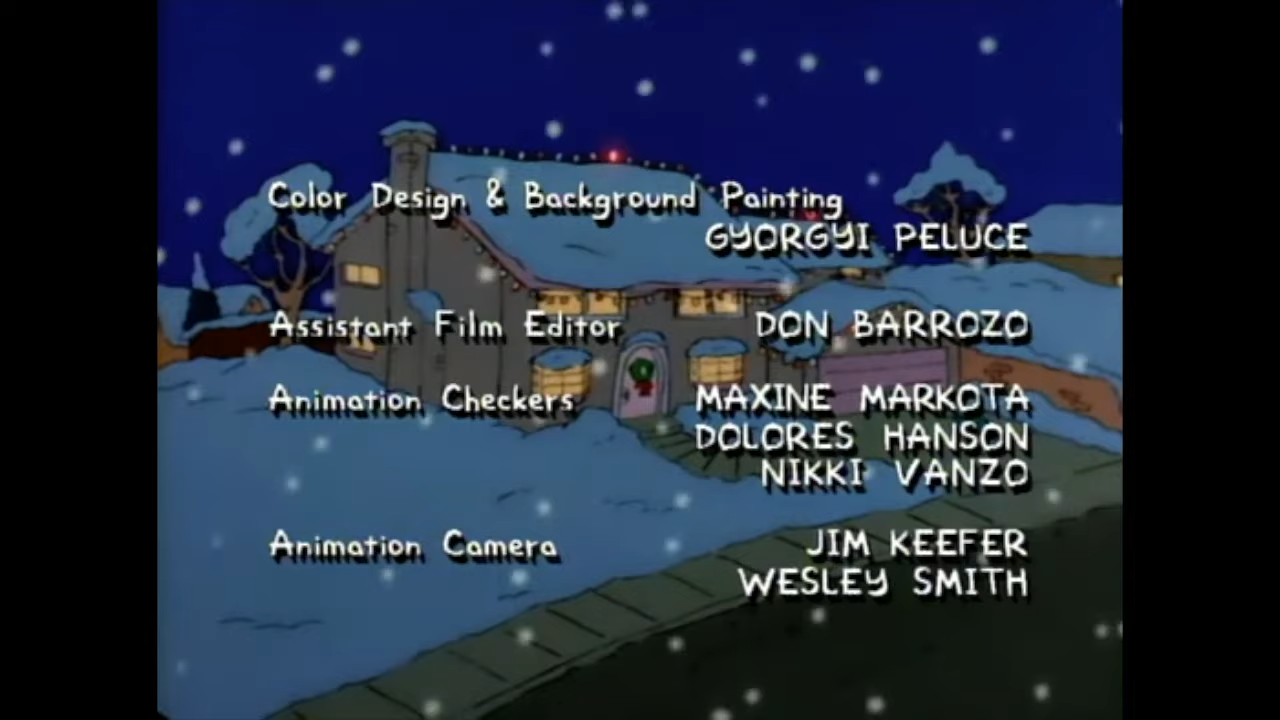 Color Design & Background Painting
GYORGYI PELUCE
Assistant Film Editor DON BARROZO
Animation Checkers MAXINE MARKOTA
DOLORES HANSON
NIKKI VANZO
Animation Camera JIM KEEFER
WESLEY SMITH